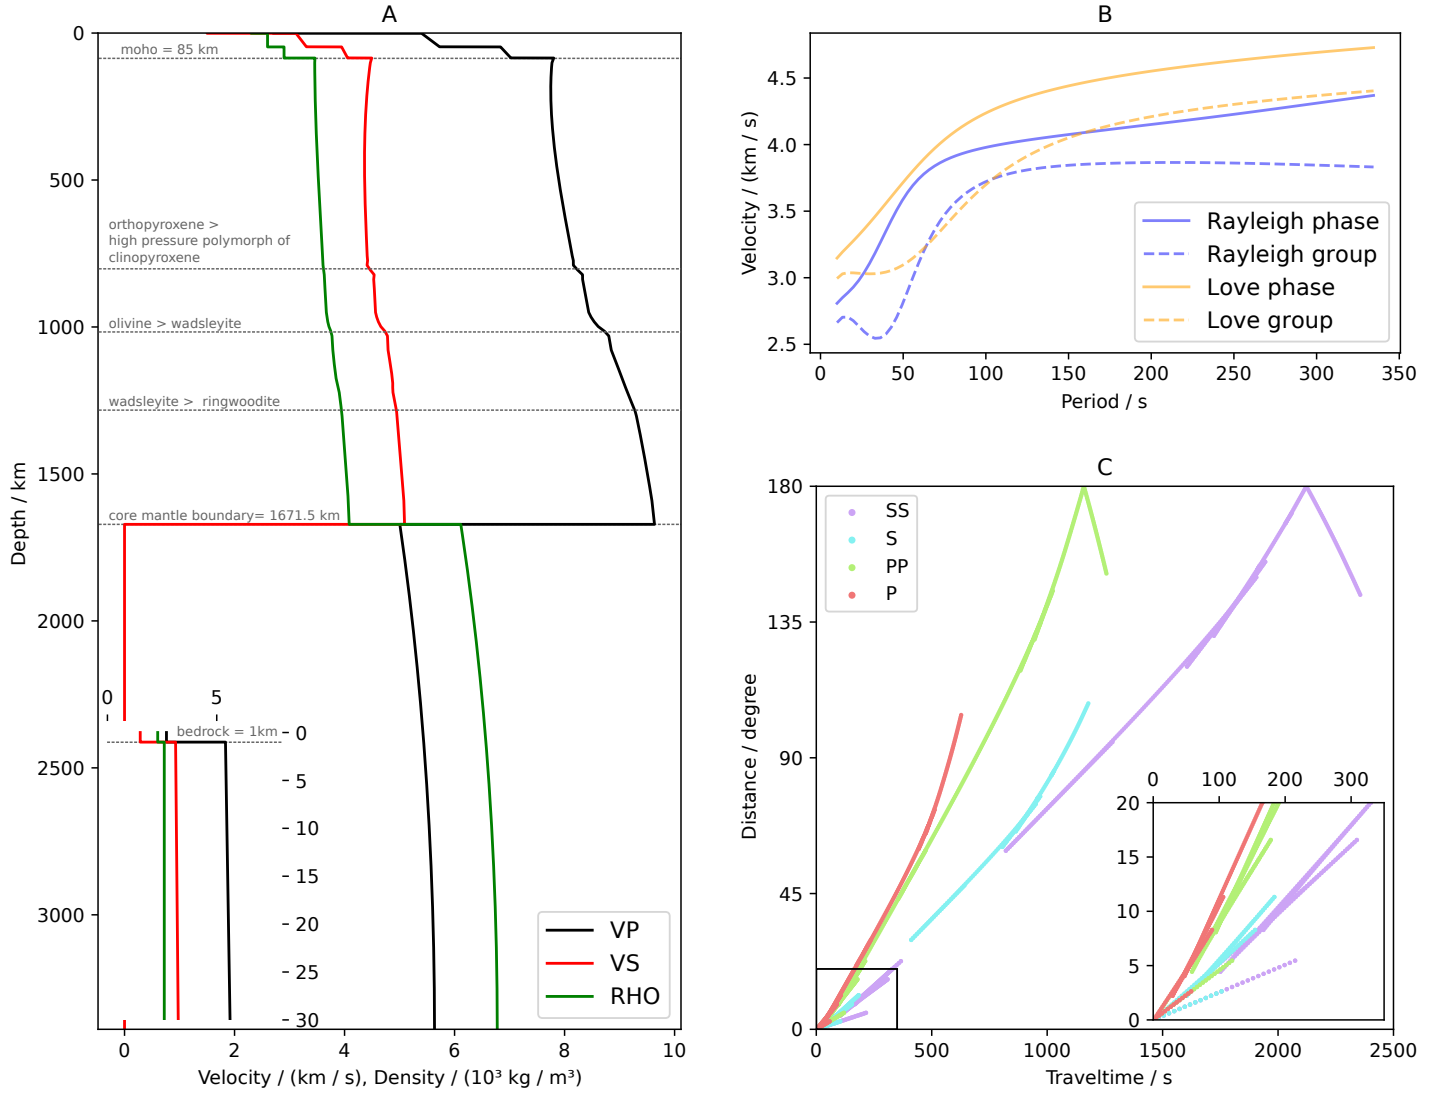 A
0
500
1000
1500
2000
2500
3000
Depth / km
moho = 85 km
orthopyroxene >
high pressure polymorph of
clinopyroxene
olivine > wadsleyite
wadsleyite >  ringwoodite
core mantle boundary= 1671.5 km
0
5
bedrock = 1km
0
5
10
15
20
25
30
VP
VS
RHO
0
2
4
6
8
10
Velocity / (km / s), Density / (10³ kg / m³)
B
4.5
4.0
3.5
3.0
2.5
Velocity / (km / s)
Rayleigh phase
Rayleigh group
Love phase
Love group
0
50
100
150
200
250
300
350
Period / s
C
180
135
90
45
0
Distance / degree
SS
S
PP
P
0
100
200
300
20
15
10
5
0
0
500
1000
1500
2000
2500
Traveltime / s